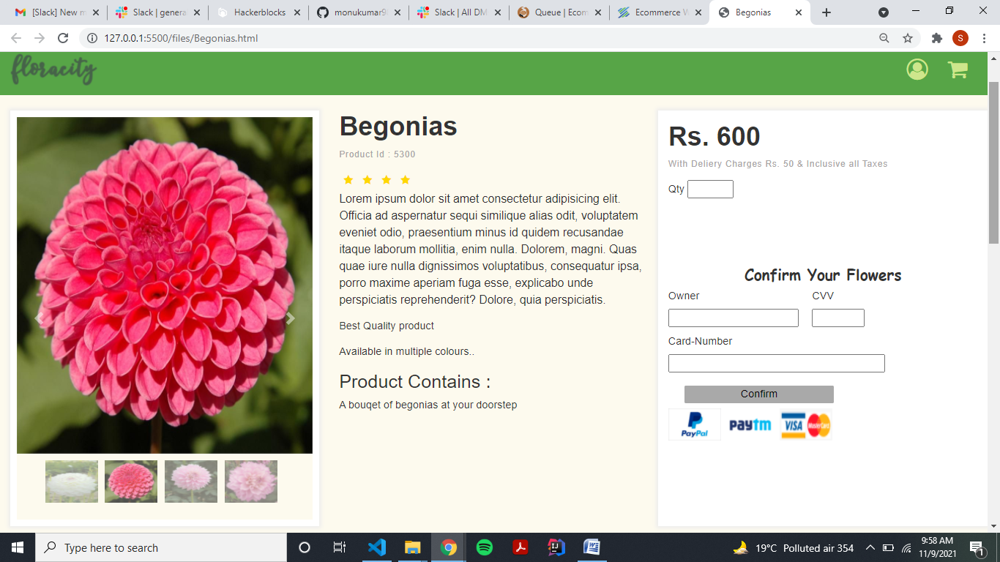 [Slack] New m
Slack | genera
Hackerblocks
monukumar9
Slack | All DM
Queue | Ecom
Ecommerce W
Begonias
127.0.0.1:5500/files/Begonias.html
S
floracity
Begonias
Product Id : 5300
Lorem ipsum dolor sit amet consectetur adipisicing elit.
Officia ad aspernatur sequi similique alias odit, voluptatem
eveniet odio, praesentium minus id quidem recusandae
itaque laborum mollitia, enim nulla. Dolorem, magni. Quas
quae iure nulla dignissimos voluptatibus, consequatur ipsa,
porro maxime aperiam fuga esse, explicabo unde
perspiciatis reprehenderit? Dolore, quia perspiciatis.
Best Quality product
Available in multiple colours..
Product Contains :
A bouqet of begonias at your doorstep
Rs. 600
With Deliery Charges Rs. 50 & Inclusive all Taxes
Qty
Confirm Your Flowers
Owner
CVV
Card-Number
Confirm
PayPal
paytm
VISA
MasterCard
Type here to search
19°C Polluted air 354
9:58 AM
11/9/2021
1